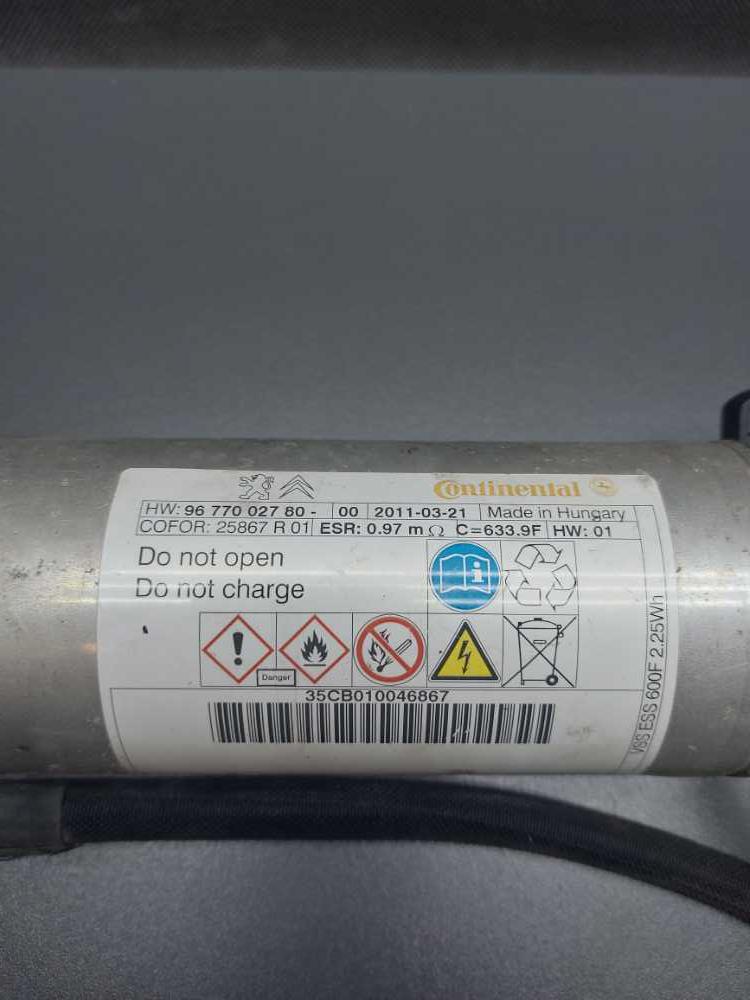 Continental
HW: 96 770 027 80 - 00 2011-03-21 Made in Hungary
COFOR: 25867 R 01 ESR: 0.97 m Ω C=633.9F HW: 01
Do not open
Do not charge
Danger
35CB010046867
VSS ESS 600F 2.25Wh